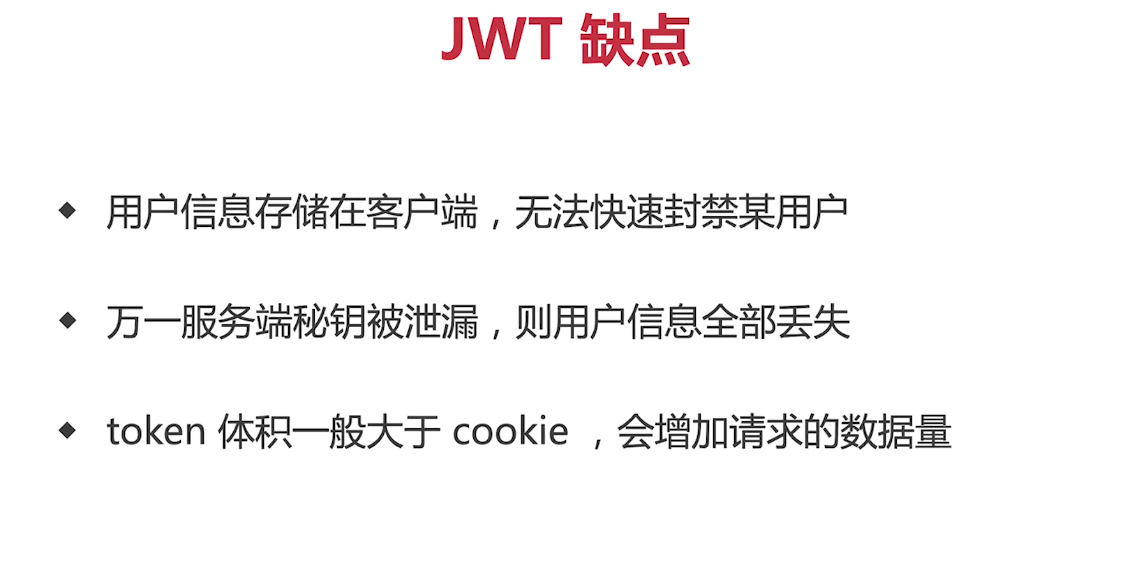 JWT 缺点
◆ 用户信息存储在客户端，无法快速封禁某用户
◆ 万一服务端秘钥被泄漏，则用户信息全部丢失
◆ token 体积一般大于 cookie ，会增加请求的数据量